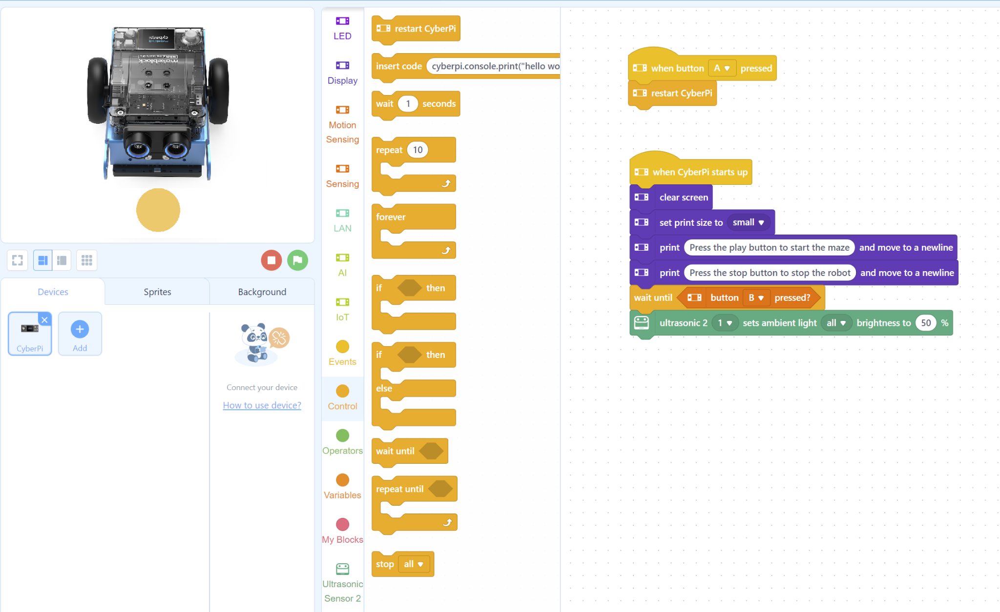 cyberpi
makeblock
makeblock
Devices
Sprites
Background
CyberPi
Add
Connect your device
How to use device?
LED
Display
Motion
Sensing
Sensing
LAN
AI
IoT
Events
Control
Operators
Variables
My Blocks
Ultrasonic
Sensor 2
restart CyberPi
insert code cyberpi.console.print("hello wo
wait 1 seconds
repeat 10
forever
if then
if then
else
wait until
repeat until
stop all
when button A pressed
restart CyberPi
when CyberPi starts up
clear screen
set print size to small
print Press the play button to start the maze and move to a newline
print Press the stop button to stop the robot and move to a newline
wait until button B pressed?
ultrasonic 2 1 sets ambient light all brightness to 50 %